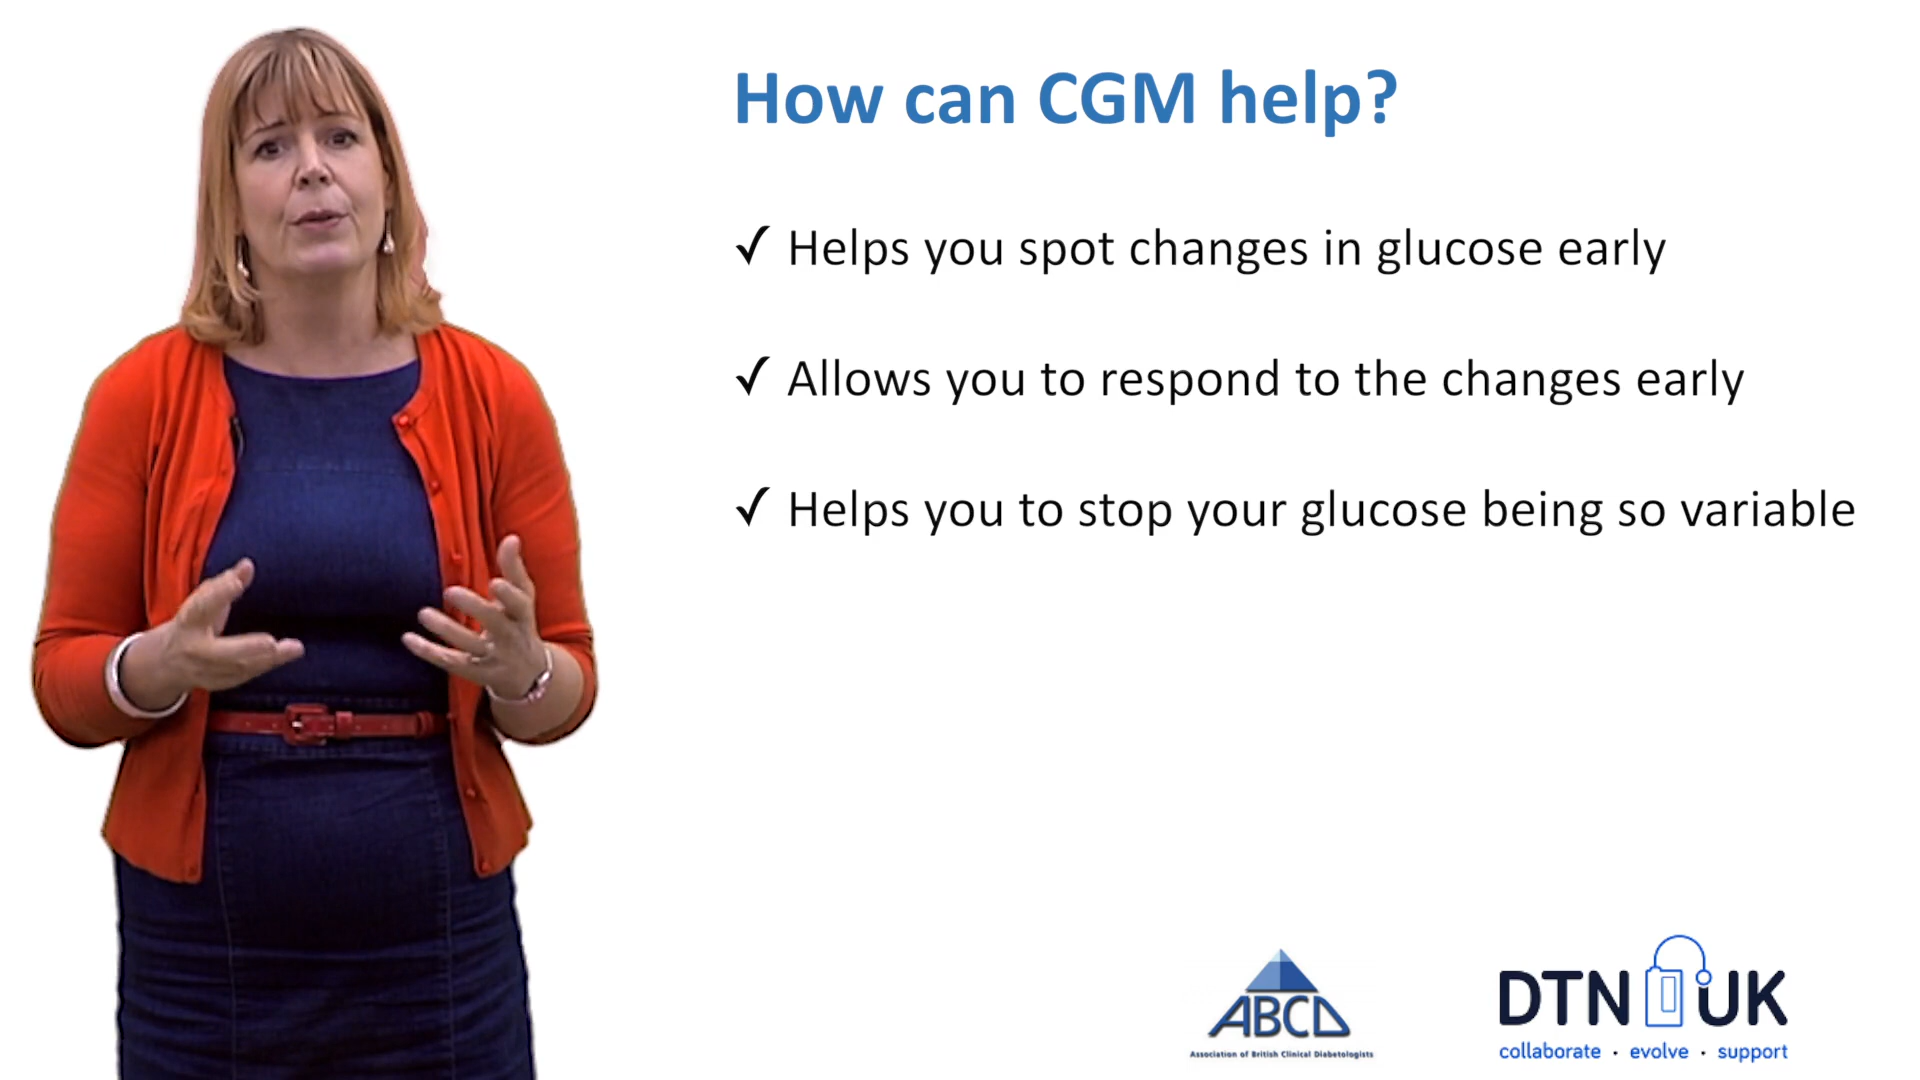 How can CGM help?
✓ Helps you spot changes in glucose early
✓ Allows you to respond to the changes early
✓ Helps you to stop your glucose being so variable
ABCD
Association of British Clinical Diabetologists
DTN UK
collaborate · evolve · support